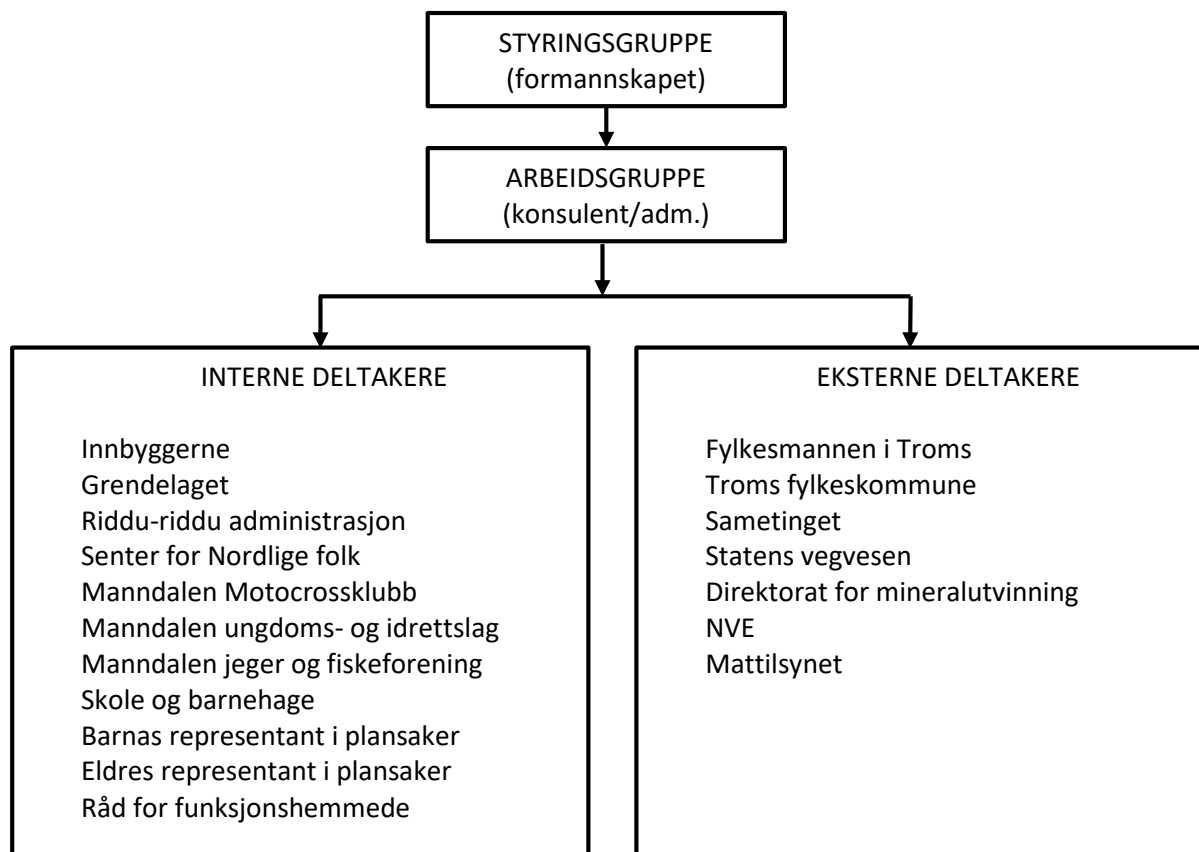 STYRINGSGRUPPE
(formannskapet)
ARBEIDSGRUPPE
(konsulent/adm.)
INTERNE DELTAKERE
Innbyggerne
Grendelaget
Riddu-riddu administrasjon
Senter for Nordlige folk
Manndalen Motocrossklubb
Manndalen ungdoms- og idrettslag
Manndalen jeger og fiskeforening
Skole og barnehage
Barnas representant i plansaker
Eldres representant i plansaker
Råd for funksjonshemmede
EKSTERNE DELTAKERE
Fylkesmannen i Troms
Troms fylkeskommune
Sametinget
Statens vegvesen
Direktorat for mineralutvinning
NVE
Mattilsynet